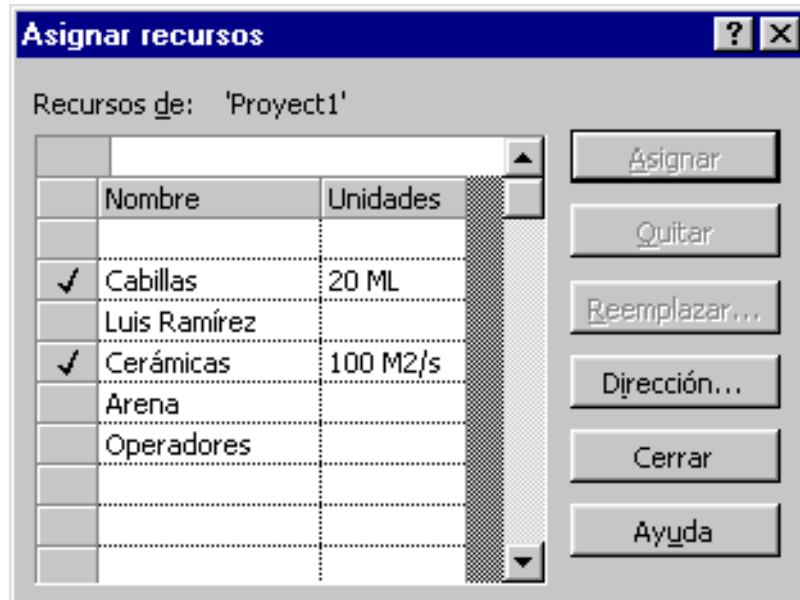 Asignar recursos
Recursos de: 'Proyect1'
Asignar
Nombre Unidades
Quitar
Cabillas 20 ML
Luis Ramírez
Reemplazar...
Cerámicas 100 M2/s
Dirección...
Arena
Operadores
Cerrar
Ayuda